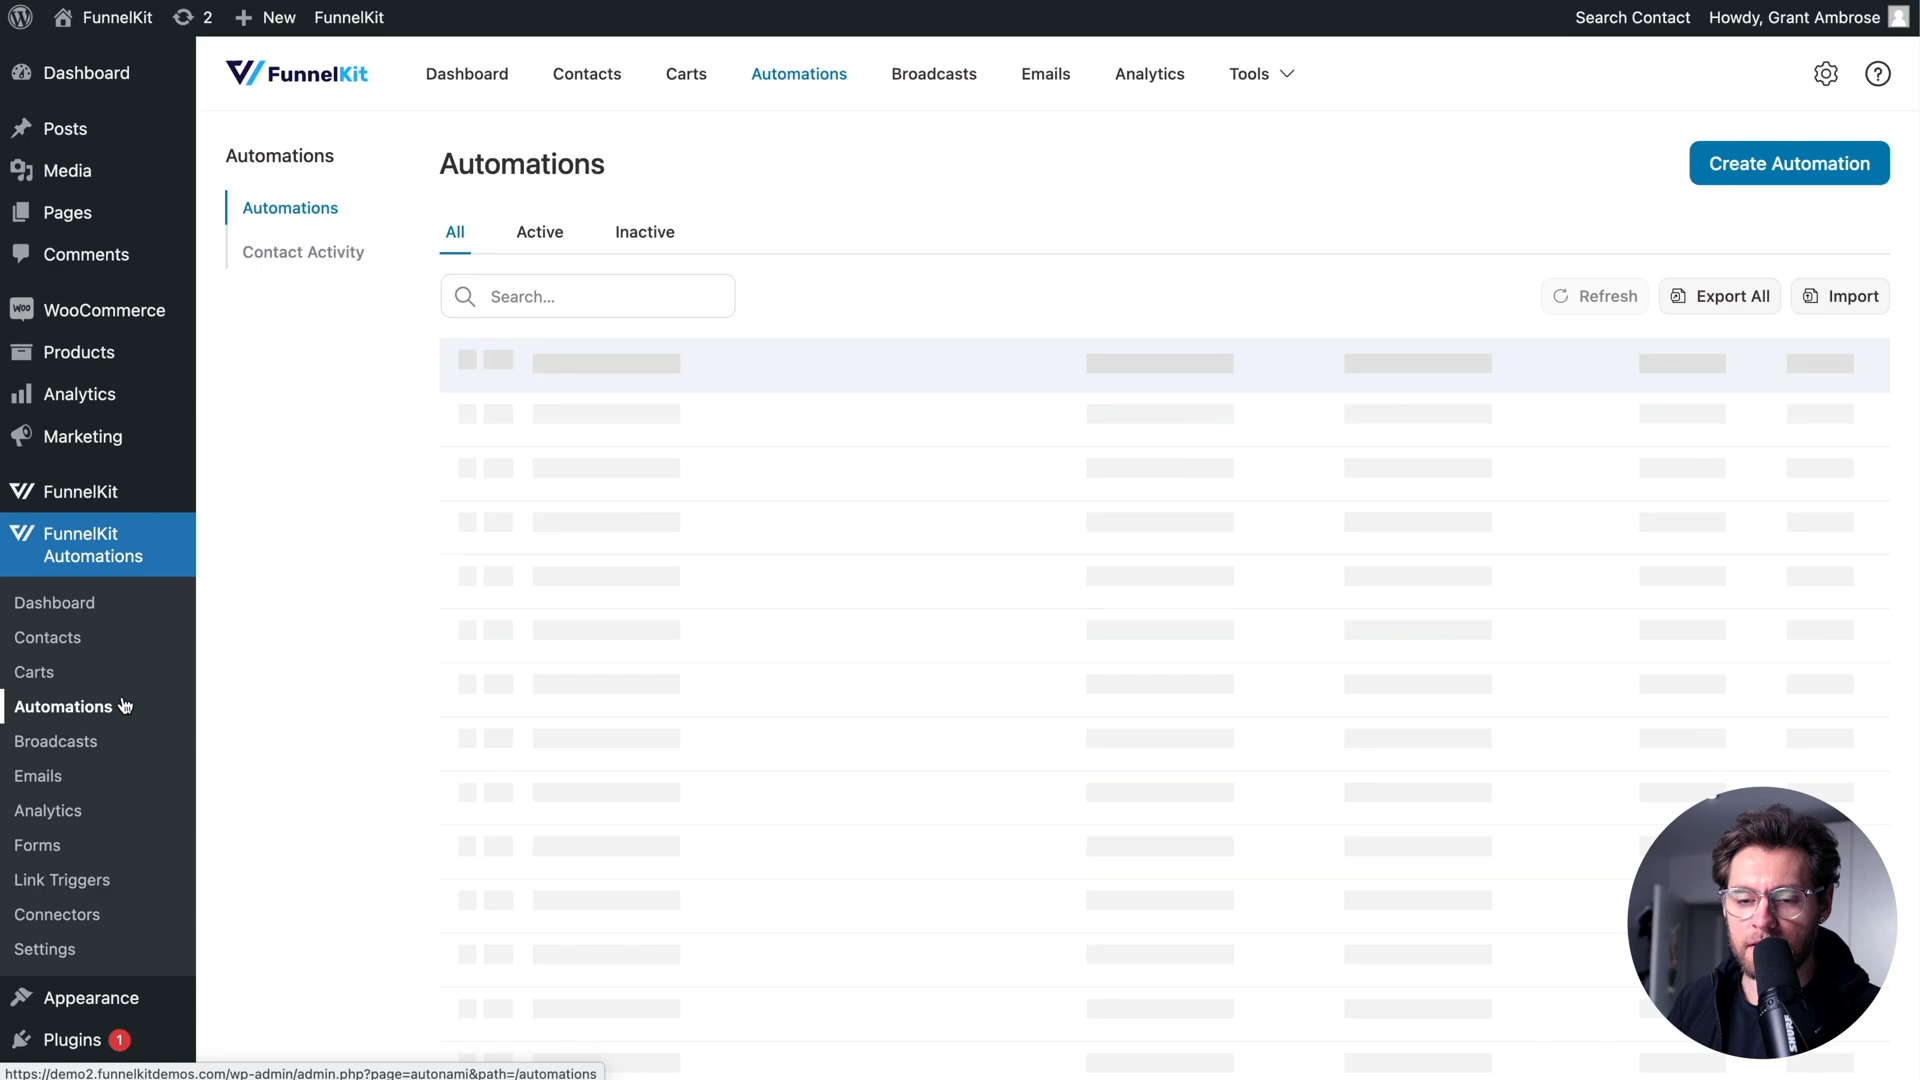 FunnelKit
2
New
FunnelKit
Search Contact
Howdy, Grant Ambrose
Dashboard
Posts
Media
Pages
Comments
WooCommerce
Products
Analytics
Marketing
FunnelKit
FunnelKit
Automations
Dashboard
Contacts
Carts
Automations
Broadcasts
Emails
Analytics
Forms
Link Triggers
Connectors
Settings
Appearance
Plugins 1
FunnelKit
Dashboard
Contacts
Carts
Automations
Broadcasts
Emails
Analytics
Tools
Automations
Automations
Contact Activity
Automations
Create Automation
All
Active
Inactive
Search...
Refresh
Export All
Import
SHURE
https://demo2.funnelkitdemos.com/wp-admin/admin.php?page=autonami&path=/automations